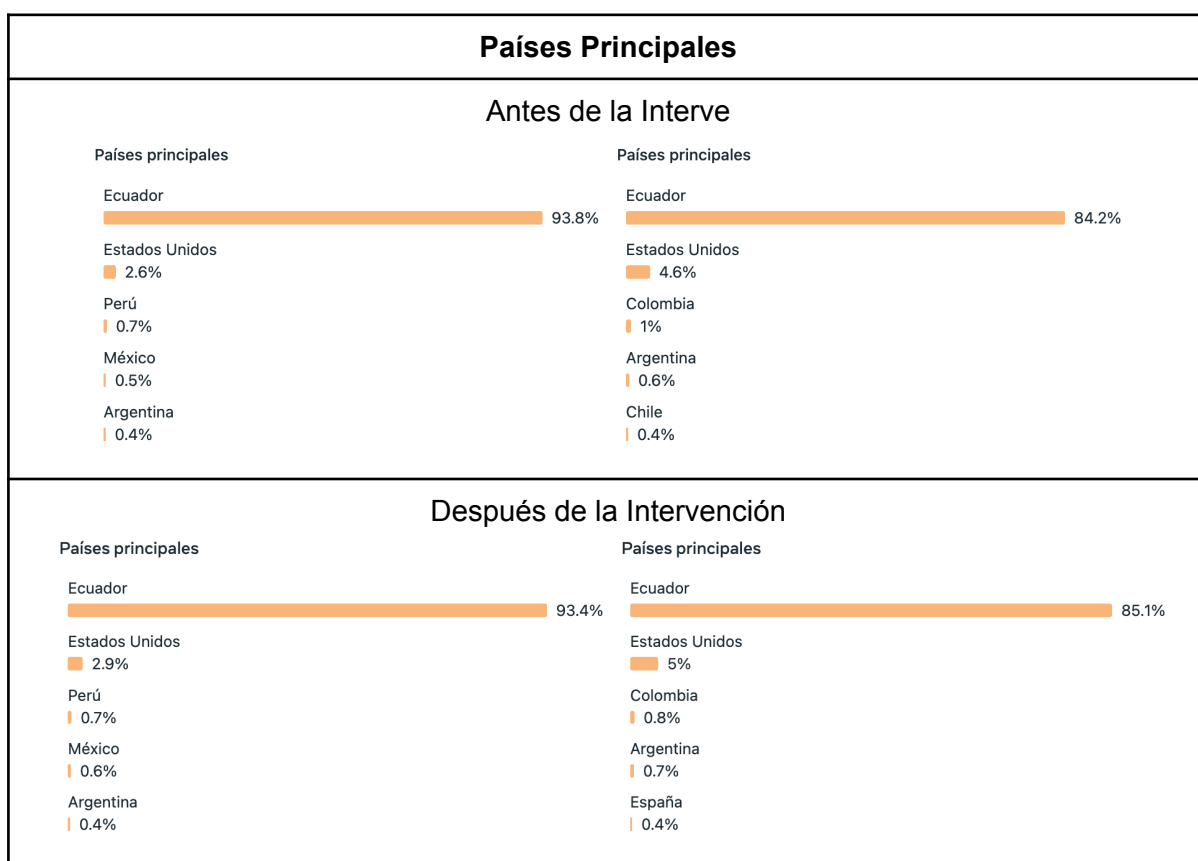 Países Principales
Antes de la Interve
Países principales
Ecuador
93.8%
Estados Unidos
2.6%
Perú
0.7%
México
0.5%
Argentina
0.4%
Países principales
Ecuador
84.2%
Estados Unidos
4.6%
Colombia
1%
Argentina
0.6%
Chile
0.4%
Después de la Intervención
Países principales
Ecuador
93.4%
Estados Unidos
2.9%
Perú
0.7%
México
0.6%
Argentina
0.4%
Países principales
Ecuador
85.1%
Estados Unidos
5%
Colombia
0.8%
Argentina
0.7%
España
0.4%